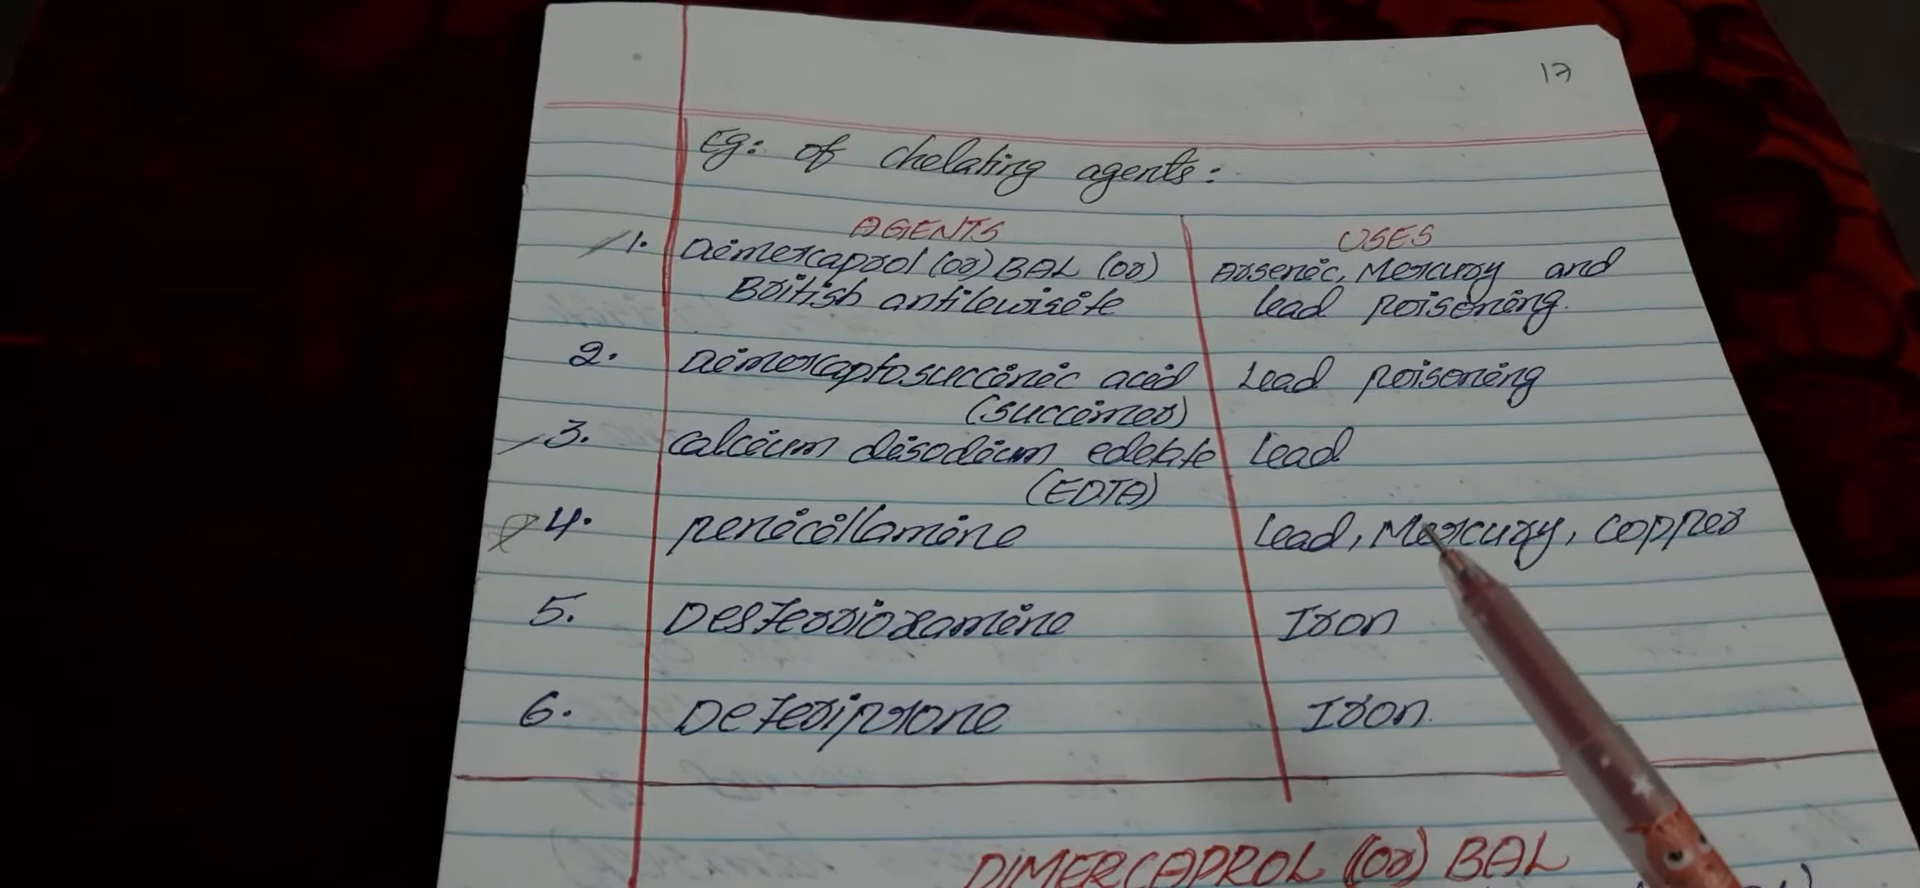 17
Eg: of chelating agents:
AGENTS USES
1. Dimercaprol (or) BAL (or) Arsenic, Mercury and
British antilewisite lead poisoning.
2. Dimercaptosuccinic acid Lead poisoning
(succimer)
3. calcium disodium edetate Lead
(EDTA)
4. penicillamine Lead, Mercury, copper
5. Desferrioxamine Iron
6. Deferiprone Iron.
DIMERCAPROL (or) BAL